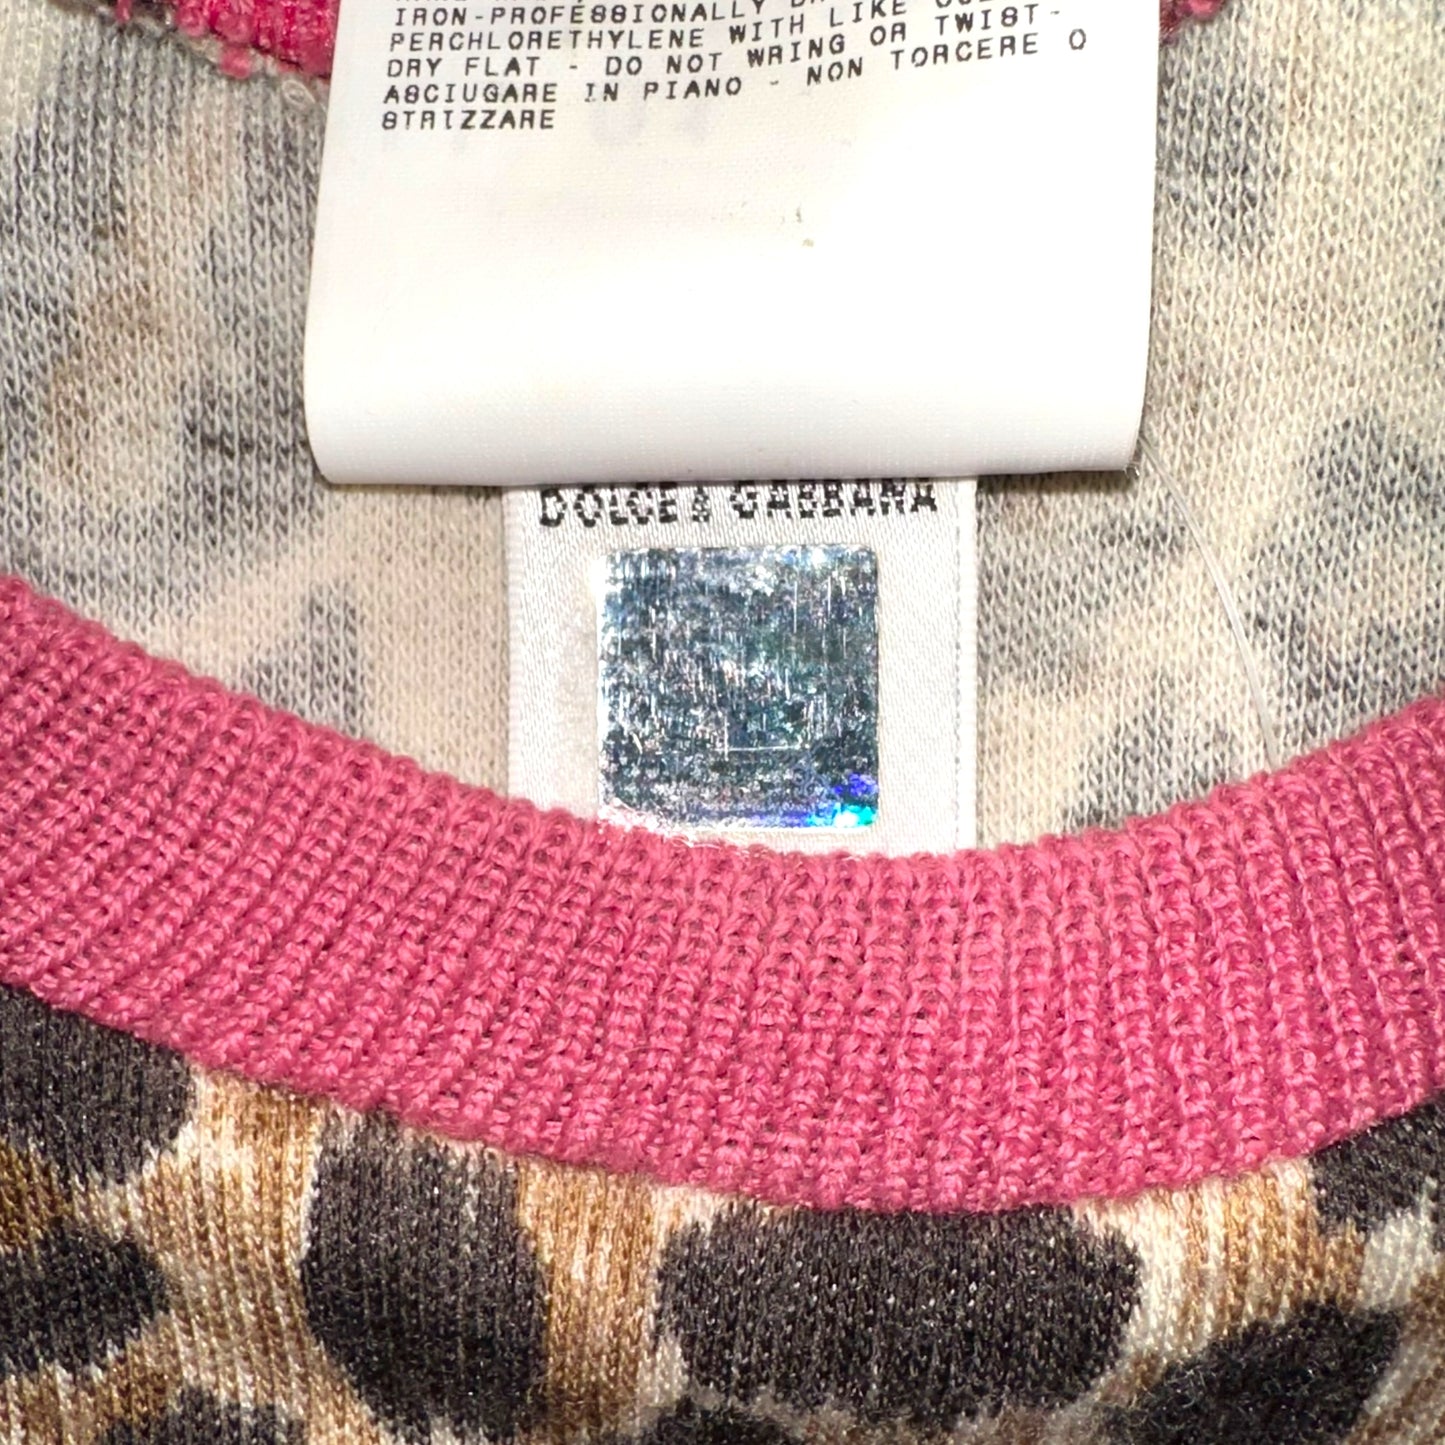 IRON-PROFESSIONALLY
PERCHLORETHYLENE WITH LIKE
DRY FLAT - DO NOT WRING OR TWIST-
ASCIUGARE IN PIANO - NON TORCERE O
STRIZZARE
DOLCE & GABBANA